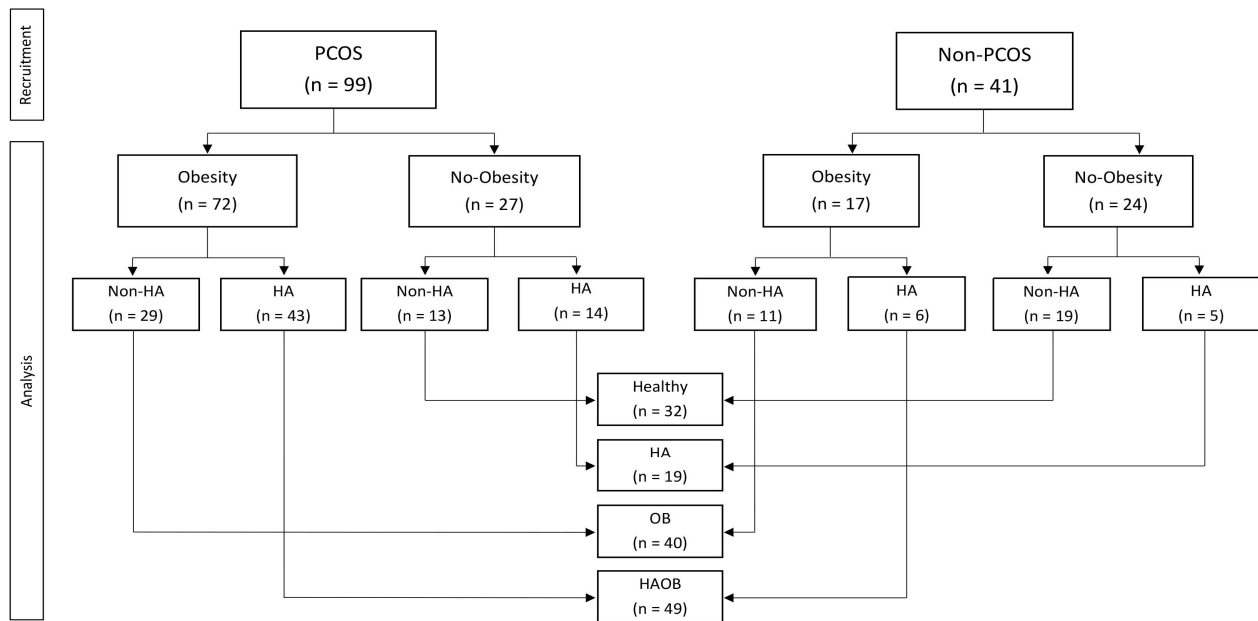 Recruitment
PCOS
(n = 99)
Non-PCOS
(n = 41)
Analysis
Obesity
(n = 72)
No-Obesity
(n = 27)
Obesity
(n = 17)
No-Obesity
(n = 24)
Non-HA
(n = 29)
HA
(n = 43)
Non-HA
(n = 13)
HA
(n = 14)
Non-HA
(n = 11)
HA
(n = 6)
Non-HA
(n = 19)
HA
(n = 5)
Healthy
(n = 32)
HA
(n = 19)
OB
(n = 40)
HAOB
(n = 49)